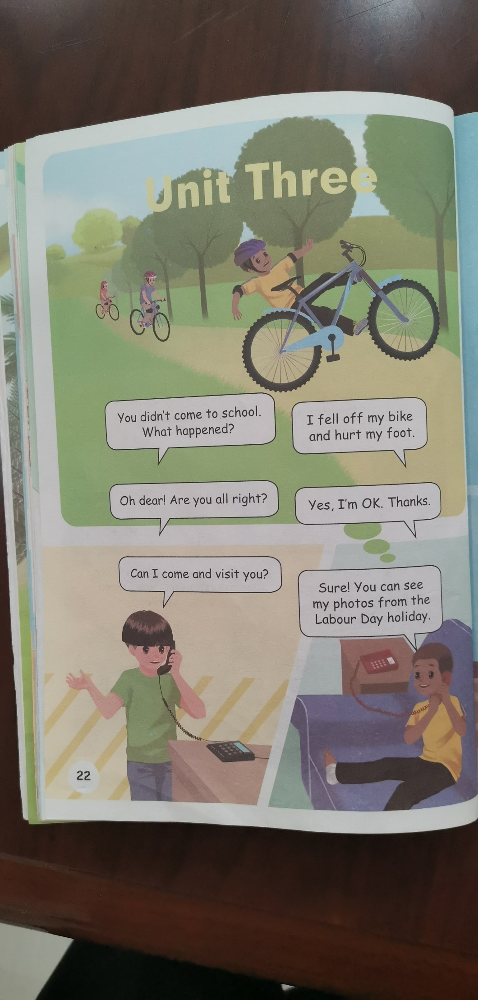 Unit Three
You didn't come to school.
What happened?
I fell off my bike
and hurt my foot.
Oh dear! Are you all right?
Yes, I'm OK. Thanks.
Can I come and visit you?
Sure! You can see
my photos from the
Labour Day holiday.
22